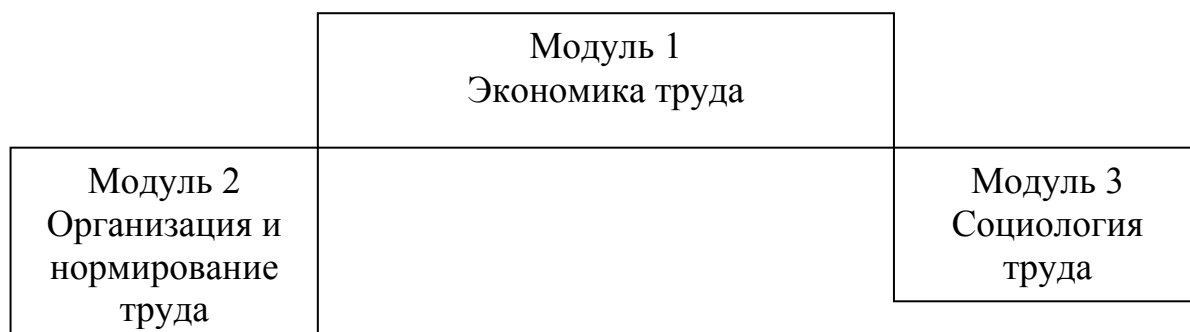 Модуль 1
Экономика труда
Модуль 2
Организация и
нормирование
труда
Модуль 3
Социология
труда